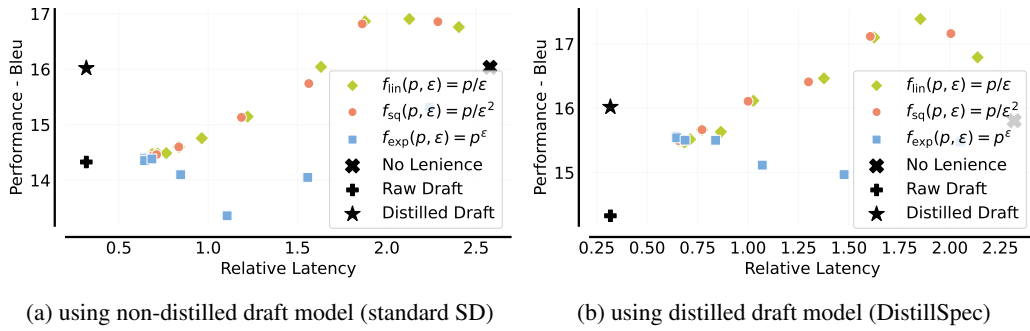 17
16
15
14
Performance - Bleu
0.5 1.0 1.5 2.0 2.5
Relative Latency
f_lin(p, ε) = p/ε
f_sq(p, ε) = p/ε²
f_exp(p, ε) = p^ε
No Lenience
Raw Draft
Distilled Draft
(a) using non-distilled draft model (standard SD)
17
16
15
Performance - Bleu
0.25 0.50 0.75 1.00 1.25 1.50 1.75 2.00 2.25
Relative Latency
f_lin(p, ε) = p/ε
f_sq(p, ε) = p/ε²
f_exp(p, ε) = p^ε
No Lenience
Raw Draft
Distilled Draft
(b) using distilled draft model (DistillSpec)